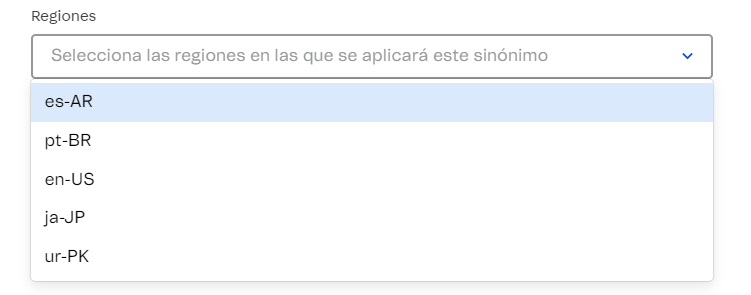 Regiones
Selecciona las regiones en las que se aplicará este sinónimo
es-AR
pt-BR
en-US
ja-JP
ur-PK